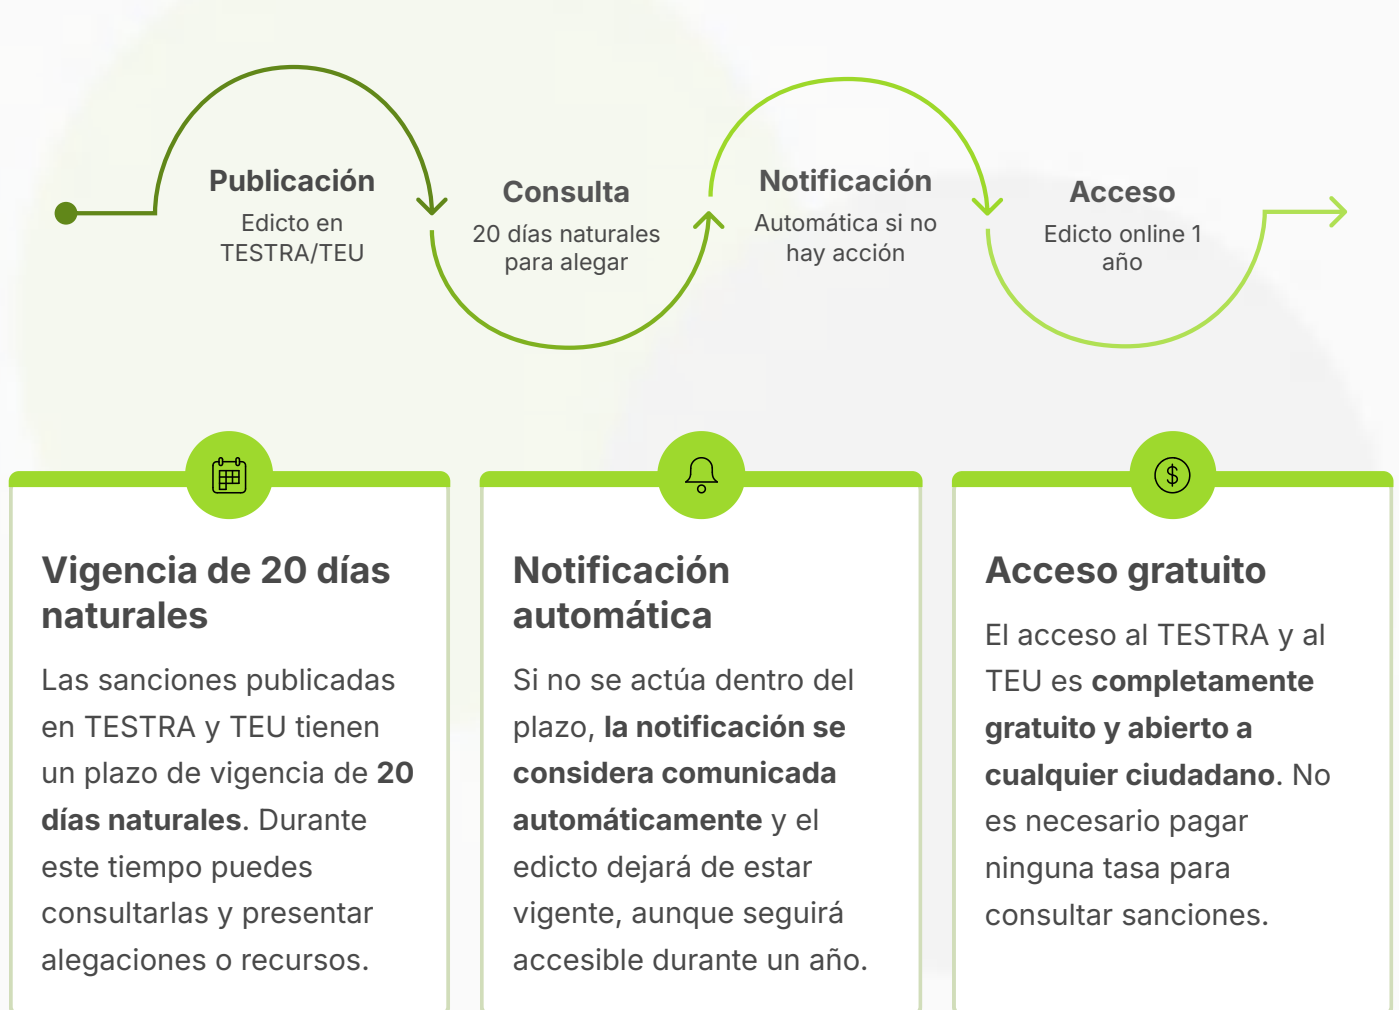 Publicación
Edicto en
TESTRA/TEU
Consulta
20 días naturales
para alegar
Notificación
Automática si no
hay acción
Acceso
Edicto online 1
año
Vigencia de 20 días
naturales
Las sanciones publicadas
en TESTRA y TEU tienen
un plazo de vigencia de 20
días naturales. Durante
este tiempo puedes
consultarlas y presentar
alegaciones o recursos.
Notificación
automática
Si no se actúa dentro del
plazo, la notificación se
considera comunicada
automáticamente y el
edicto dejará de estar
vigente, aunque seguirá
accesible durante un año.
Acceso gratuito
El acceso al TESTRA y al
TEU es completamente
gratuito y abierto a
cualquier ciudadano. No
es necesario pagar
ninguna tasa para
consultar sanciones.